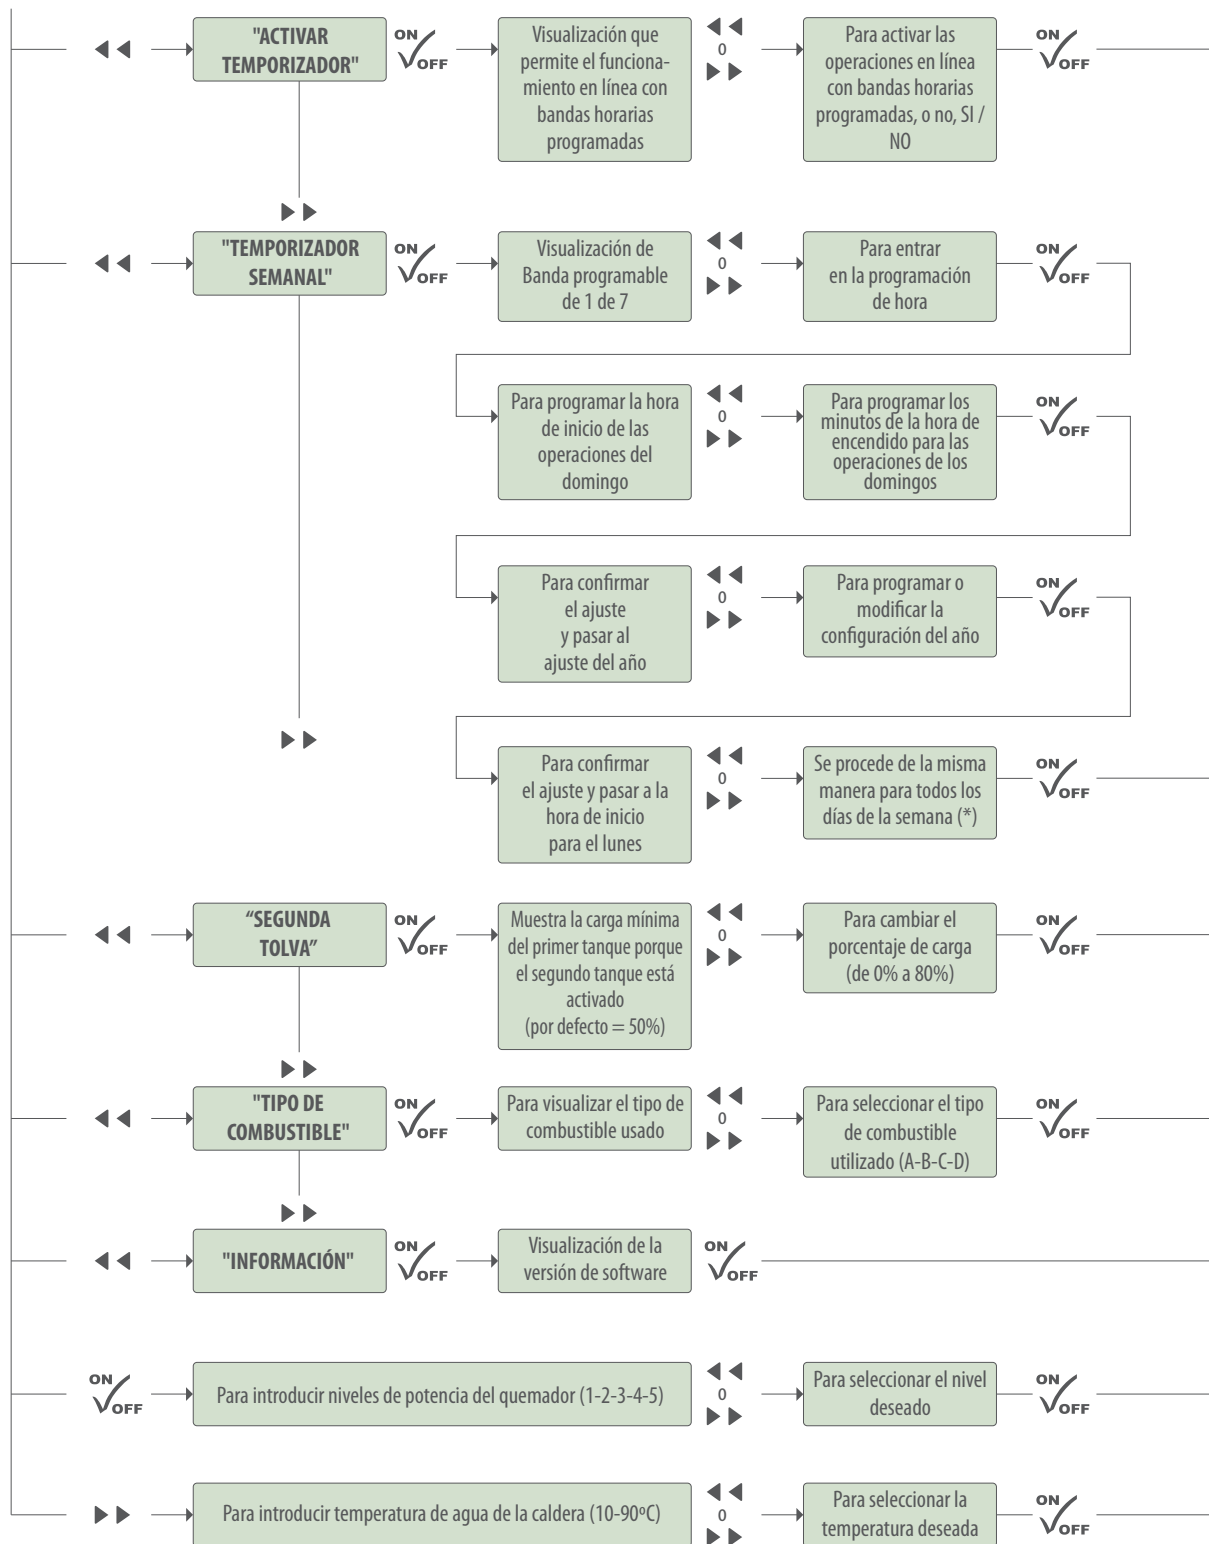 "ACTIVAR
TEMPORIZADOR"
ON
OFF
Visualización que
permite el funciona-
miento en línea con
bandas horarias
programadas
0
Para activar las
operaciones en línea
con bandas horarias
programadas, o no, SI /
NO
ON
OFF
"TEMPORIZADOR
SEMANAL"
ON
OFF
Visualización de
Banda programable
de 1 de 7
0
Para entrar
en la programación
de hora
ON
OFF
Para programar la hora
de inicio de las
operaciones del
domingo
0
Para programar los
minutos de la hora de
encendido para las
operaciones de los
domingos
ON
OFF
Para confirmar
el ajuste
y pasar al
ajuste del año
0
Para programar o
modificar la
configuración del año
ON
OFF
Para confirmar
el ajuste y pasar a la
hora de inicio
para el lunes
0
Se procede de la misma
manera para todos los
días de la semana (*)
ON
OFF
“SEGUNDA
TOLVA”
ON
OFF
Muestra la carga mínima
del primer tanque porque
el segundo tanque está
activado
(por defecto = 50%)
0
Para cambiar el
porcentaje de carga
(de 0% a 80%)
ON
OFF
"TIPO DE
COMBUSTIBLE"
ON
OFF
Para visualizar el tipo de
combustible usado
0
Para seleccionar el tipo
de combustible
utilizado (A-B-C-D)
ON
OFF
"INFORMACIÓN"
ON
OFF
Visualización de la
versión de software
ON
OFF
ON
OFF
Para introducir niveles de potencia del quemador (1-2-3-4-5)
0
Para seleccionar el nivel
deseado
ON
OFF
Para introducir temperatura de agua de la caldera (10-90ºC)
0
Para seleccionar la
temperatura deseada
ON
OFF